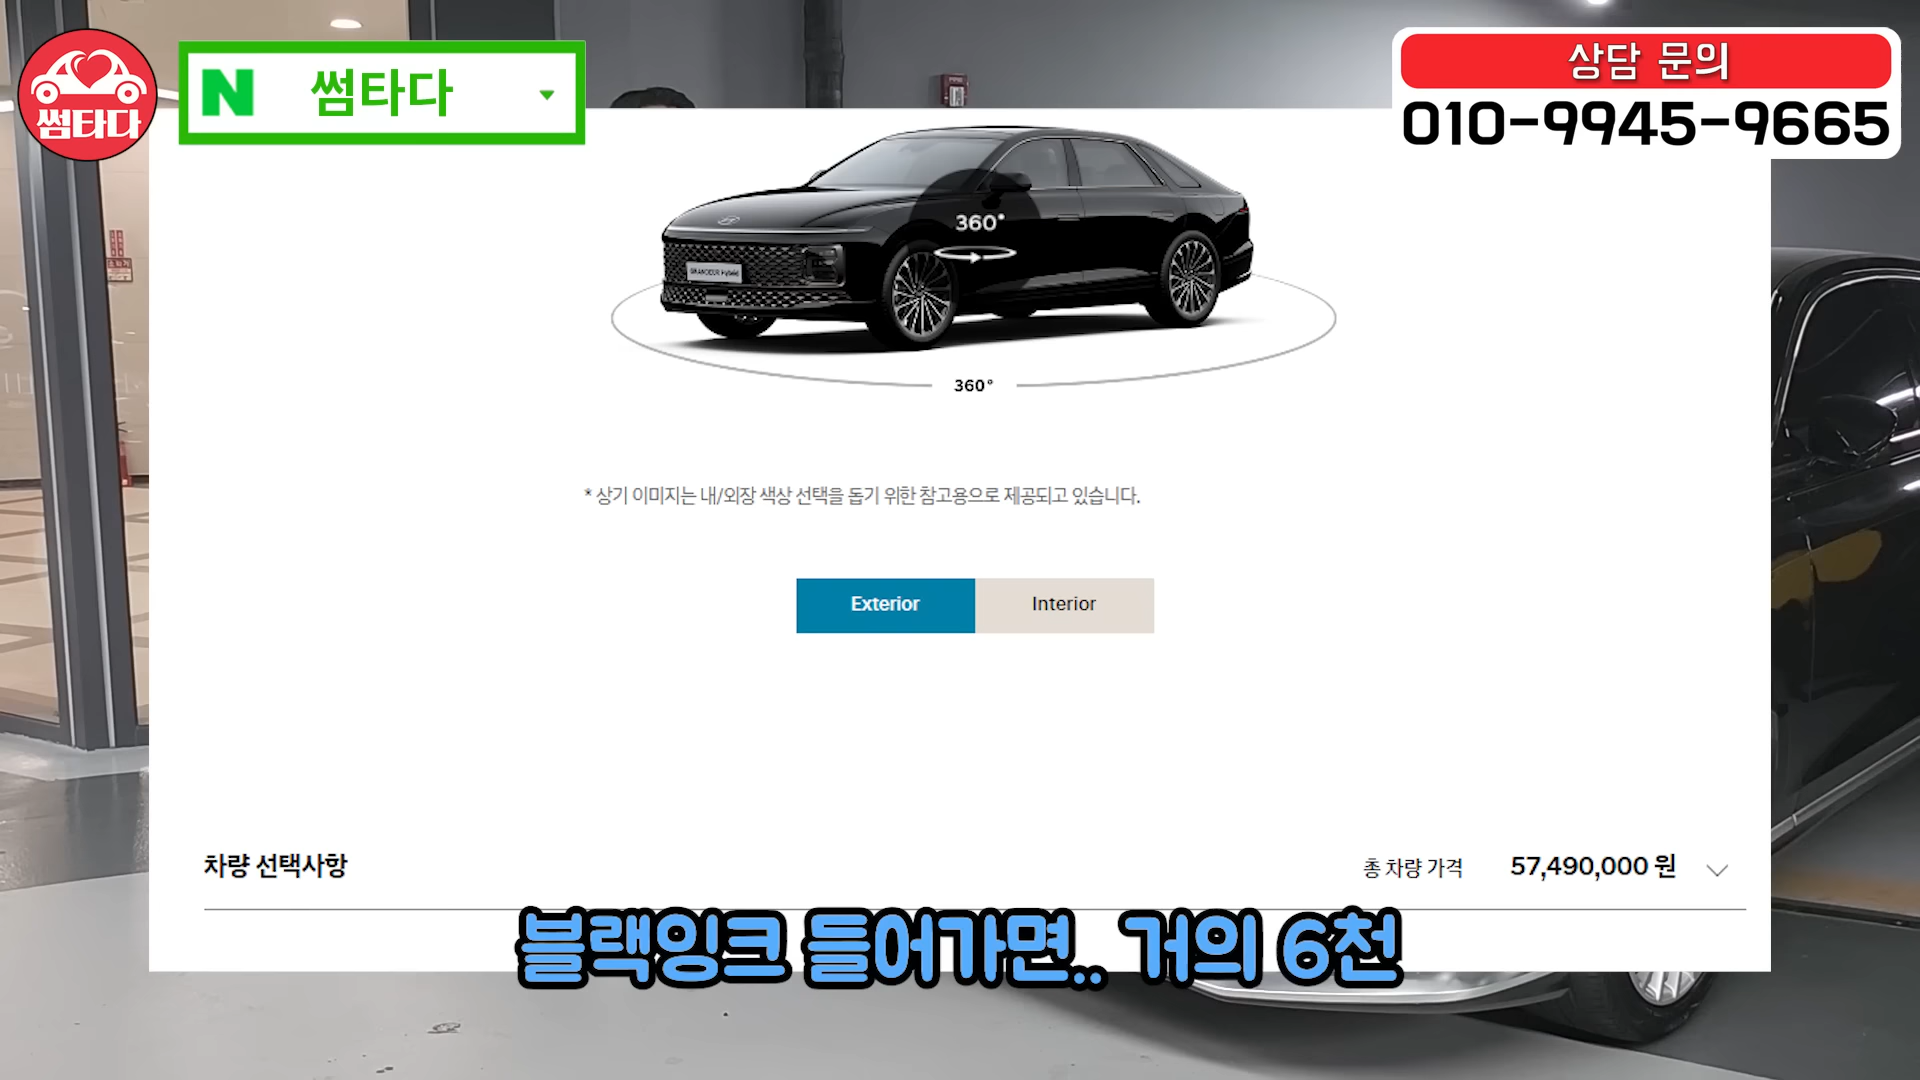 썸타다
N 썸타다
상담 문의
010-9945-9665
360°
GRANDEUR Hybrid
360°
* 상기 이미지는 내/외장 색상 선택을 돕기 위한 참고용으로 제공되고 있습니다.
Exterior
Interior
차량 선택사항
총 차량 가격 57,490,000 원
블랙잉크 들어가면.. 거의 6천